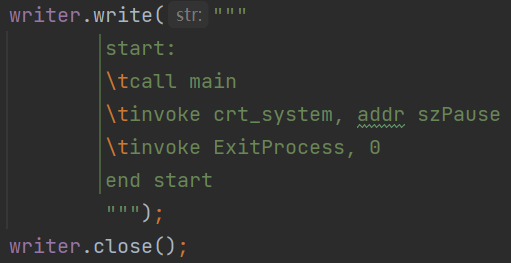 writer.write( str: """
start:
\tcall main
\tinvoke crt_system, addr szPause
\tinvoke ExitProcess, 0
end start
""");
writer.close();